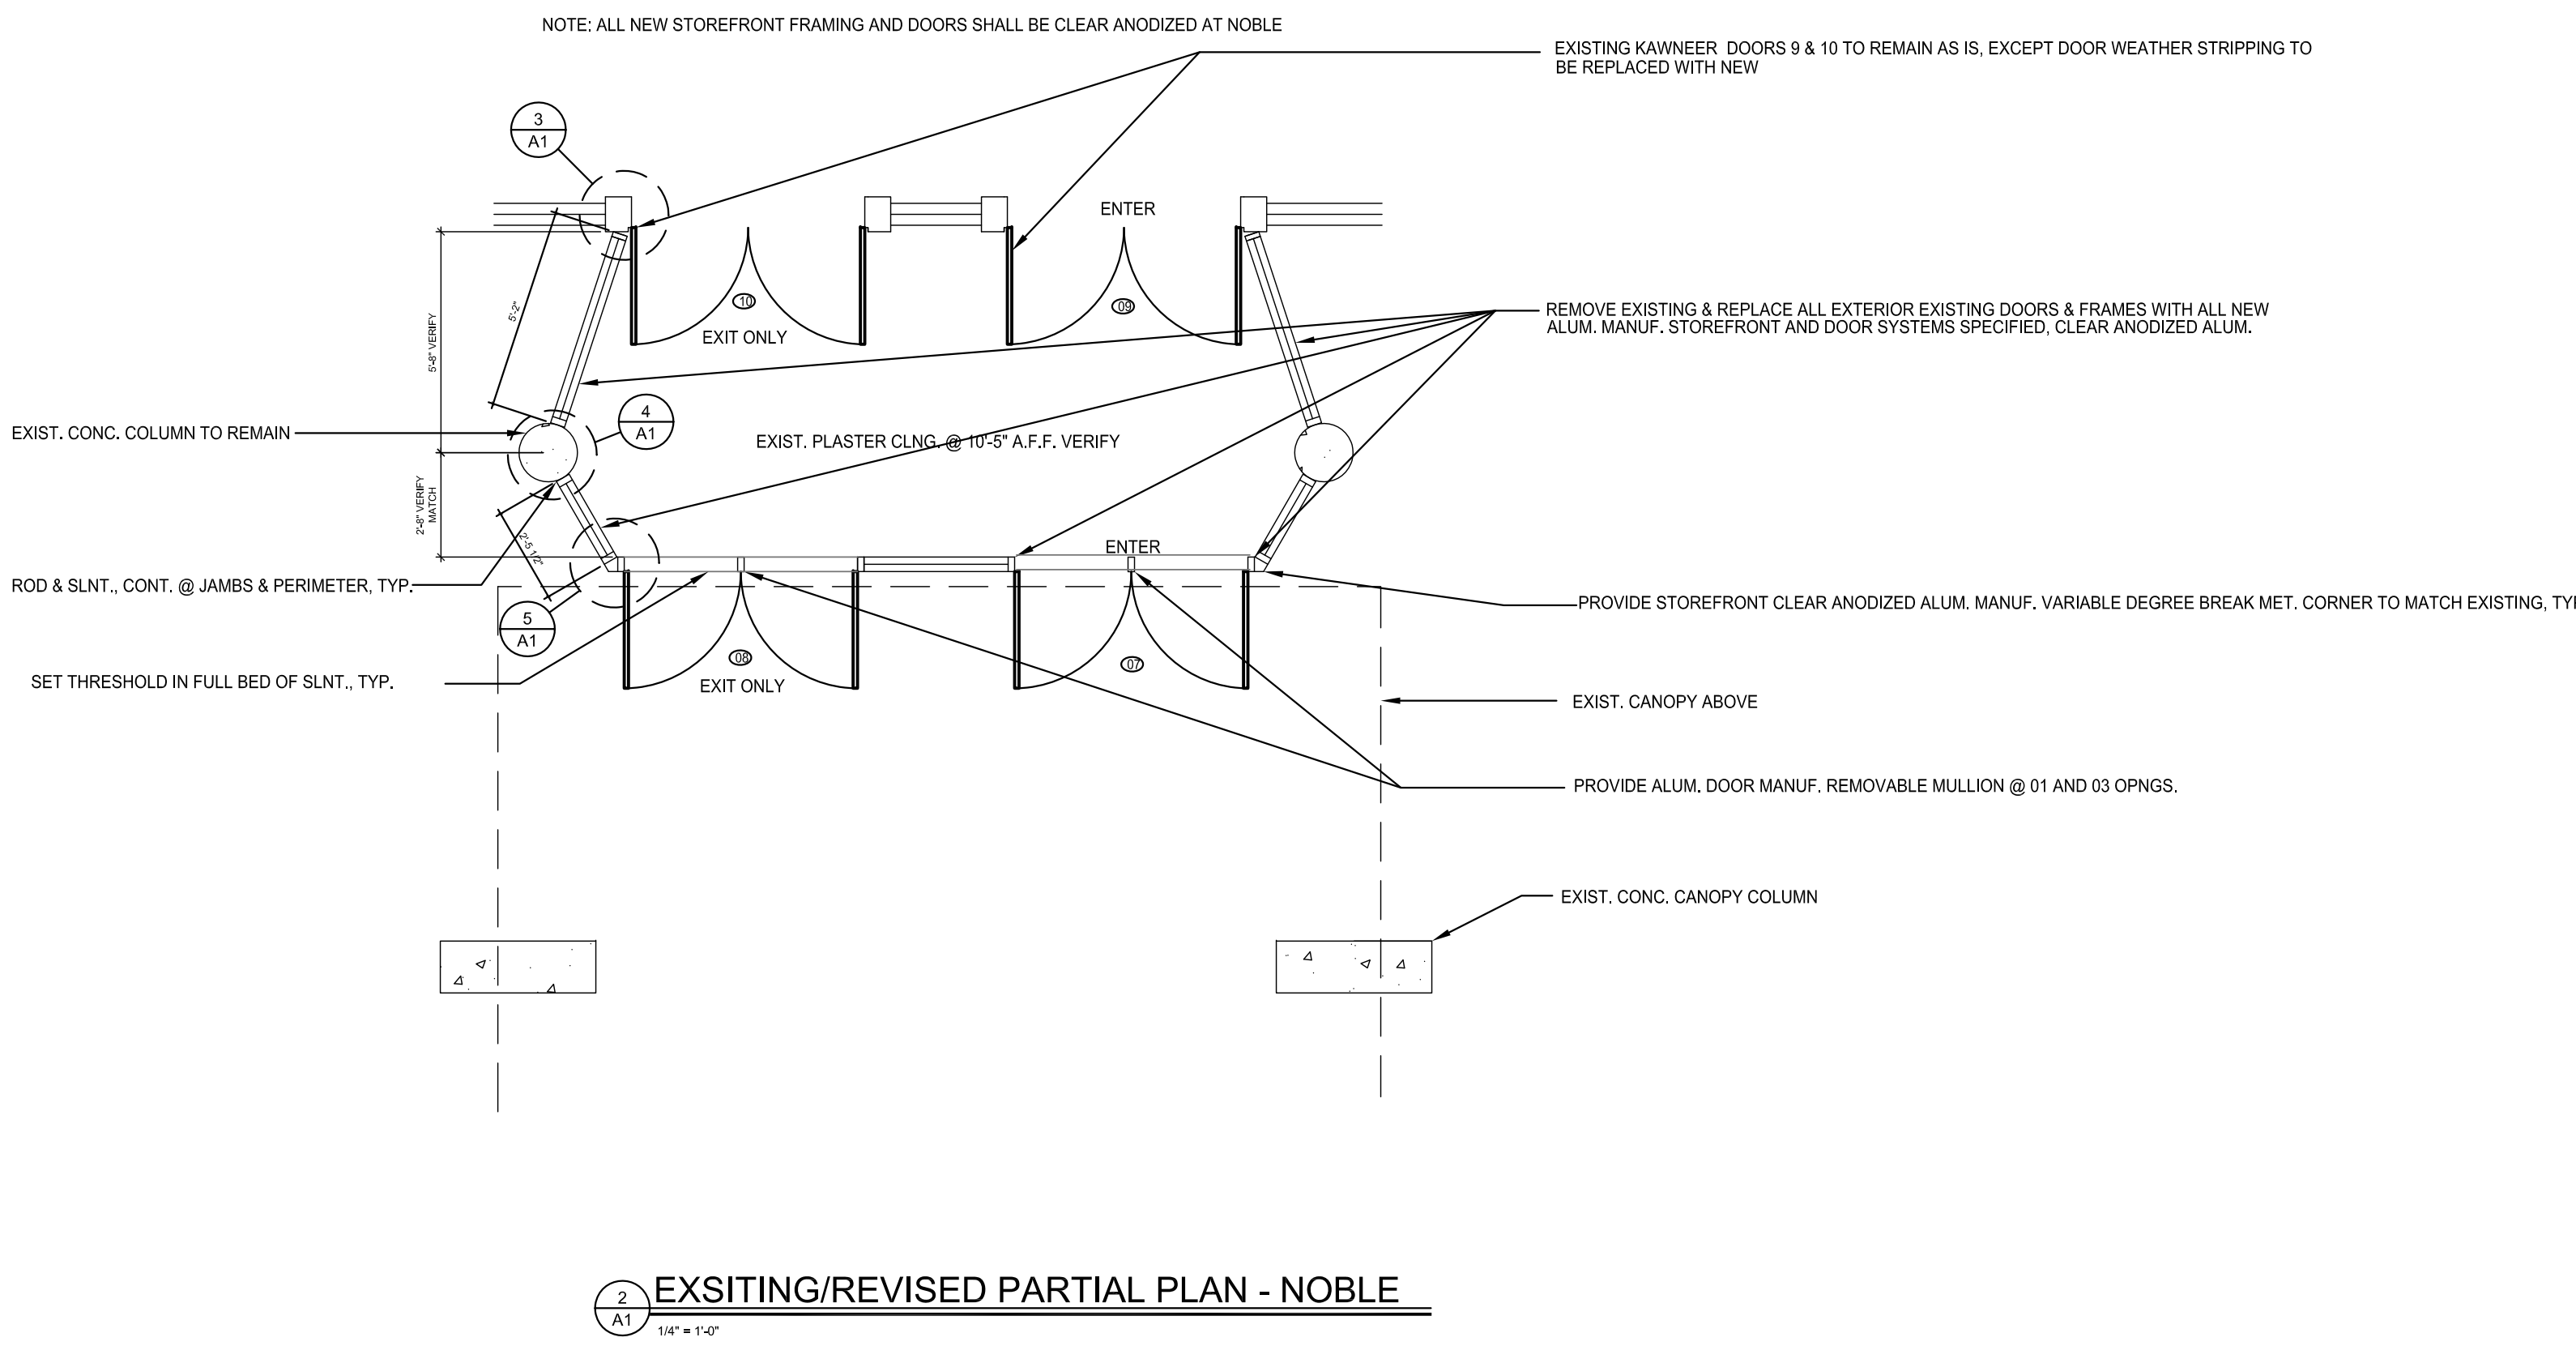 NOTE: ALL NEW STOREFRONT FRAMING AND DOORS SHALL BE CLEAR ANODIZED AT NOBLE
EXISTING KAWNEER DOORS 9 & 10 TO REMAIN AS IS, EXCEPT DOOR WEATHER STRIPPING TO
BE REPLACED WITH NEW
3
A1
ENTER
10
09
EXIT ONLY
5'-2"
5'-8" VERIFY
REMOVE EXISTING & REPLACE ALL EXTERIOR EXISTING DOORS & FRAMES WITH ALL NEW
ALUM. MANUF. STOREFRONT AND DOOR SYSTEMS SPECIFIED, CLEAR ANODIZED ALUM.
4
A1
EXIST. CONC. COLUMN TO REMAIN
EXIST. PLASTER CLNG. @ 10'-5" A.F.F. VERIFY
2'-8" VERIFY
MATCH
2'-5 1/2"
ENTER
ROD & SLNT., CONT. @ JAMBS & PERIMETER, TYP.
PROVIDE STOREFRONT CLEAR ANODIZED ALUM. MANUF. VARIABLE DEGREE BREAK MET. CORNER TO MATCH EXISTING, TY
5
A1
08
07
SET THRESHOLD IN FULL BED OF SLNT., TYP.
EXIT ONLY
EXIST. CANOPY ABOVE
PROVIDE ALUM. DOOR MANUF. REMOVABLE MULLION @ 01 AND 03 OPNGS.
EXIST. CONC. CANOPY COLUMN
2
A1
EXSITING/REVISED PARTIAL PLAN - NOBLE
1/4" = 1'-0"